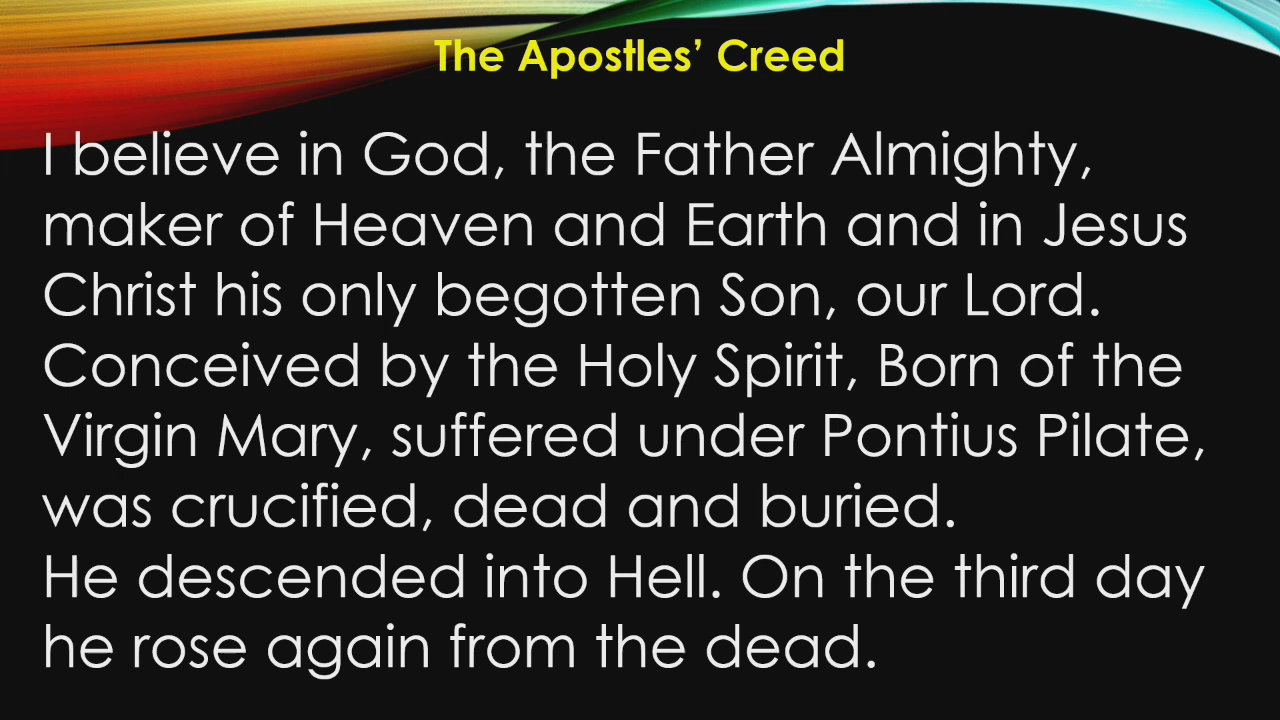 The Apostles’ Creed
I believe in God, the Father Almighty,
maker of Heaven and Earth and in Jesus
Christ his only begotten Son, our Lord.
Conceived by the Holy Spirit, Born of the
Virgin Mary, suffered under Pontius Pilate,
was crucified, dead and buried.
He descended into Hell. On the third day
he rose again from the dead.